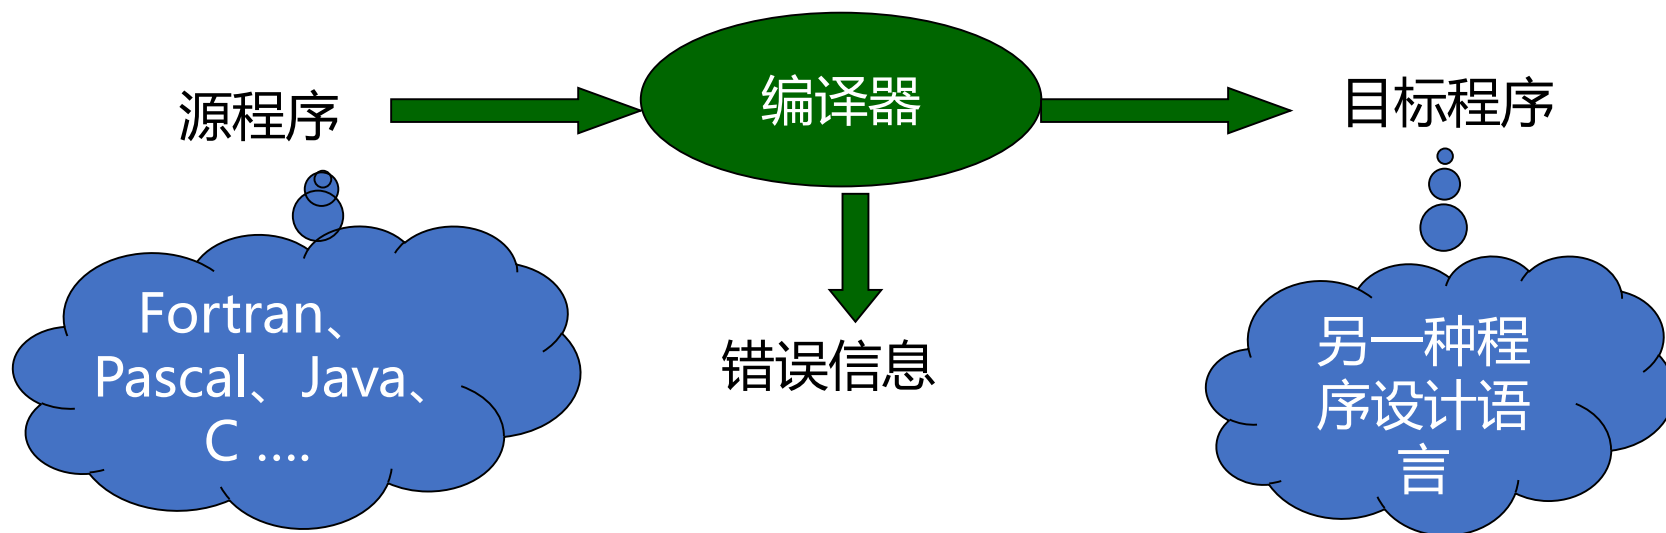 源程序
编译器
目标程序
Fortran、
Pascal、Java、
C ....
错误信息
另一种程
序设计语
言